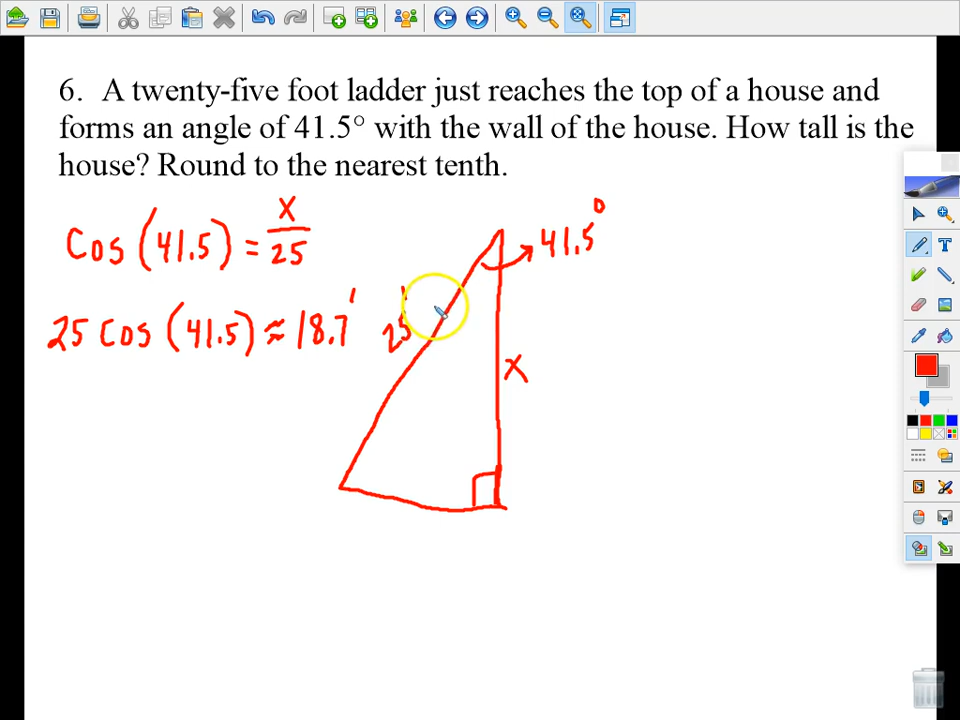 6. A twenty-five foot ladder just reaches the top of a house and
forms an angle of 41.5° with the wall of the house. How tall is the
house? Round to the nearest tenth.
Cos (41.5) = x/25
41.5°
25 Cos (41.5) ≈ 18.7'
25'
x
T